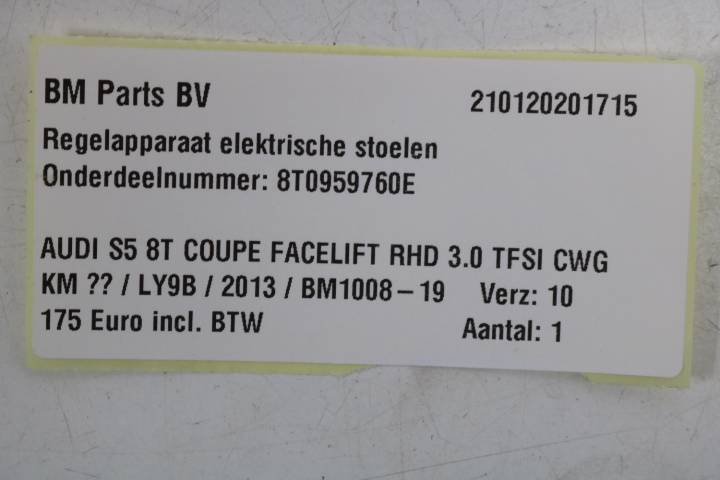 BM Parts BV 210120201715
Regelapparaat elektrische stoelen
Onderdeelnummer: 8T0959760E
AUDI S5 8T COUPE FACELIFT RHD 3.0 TFSI CWG
KM ?? / LY9B / 2013 / BM1008-19 Verz: 10
175 Euro incl. BTW Aantal: 1